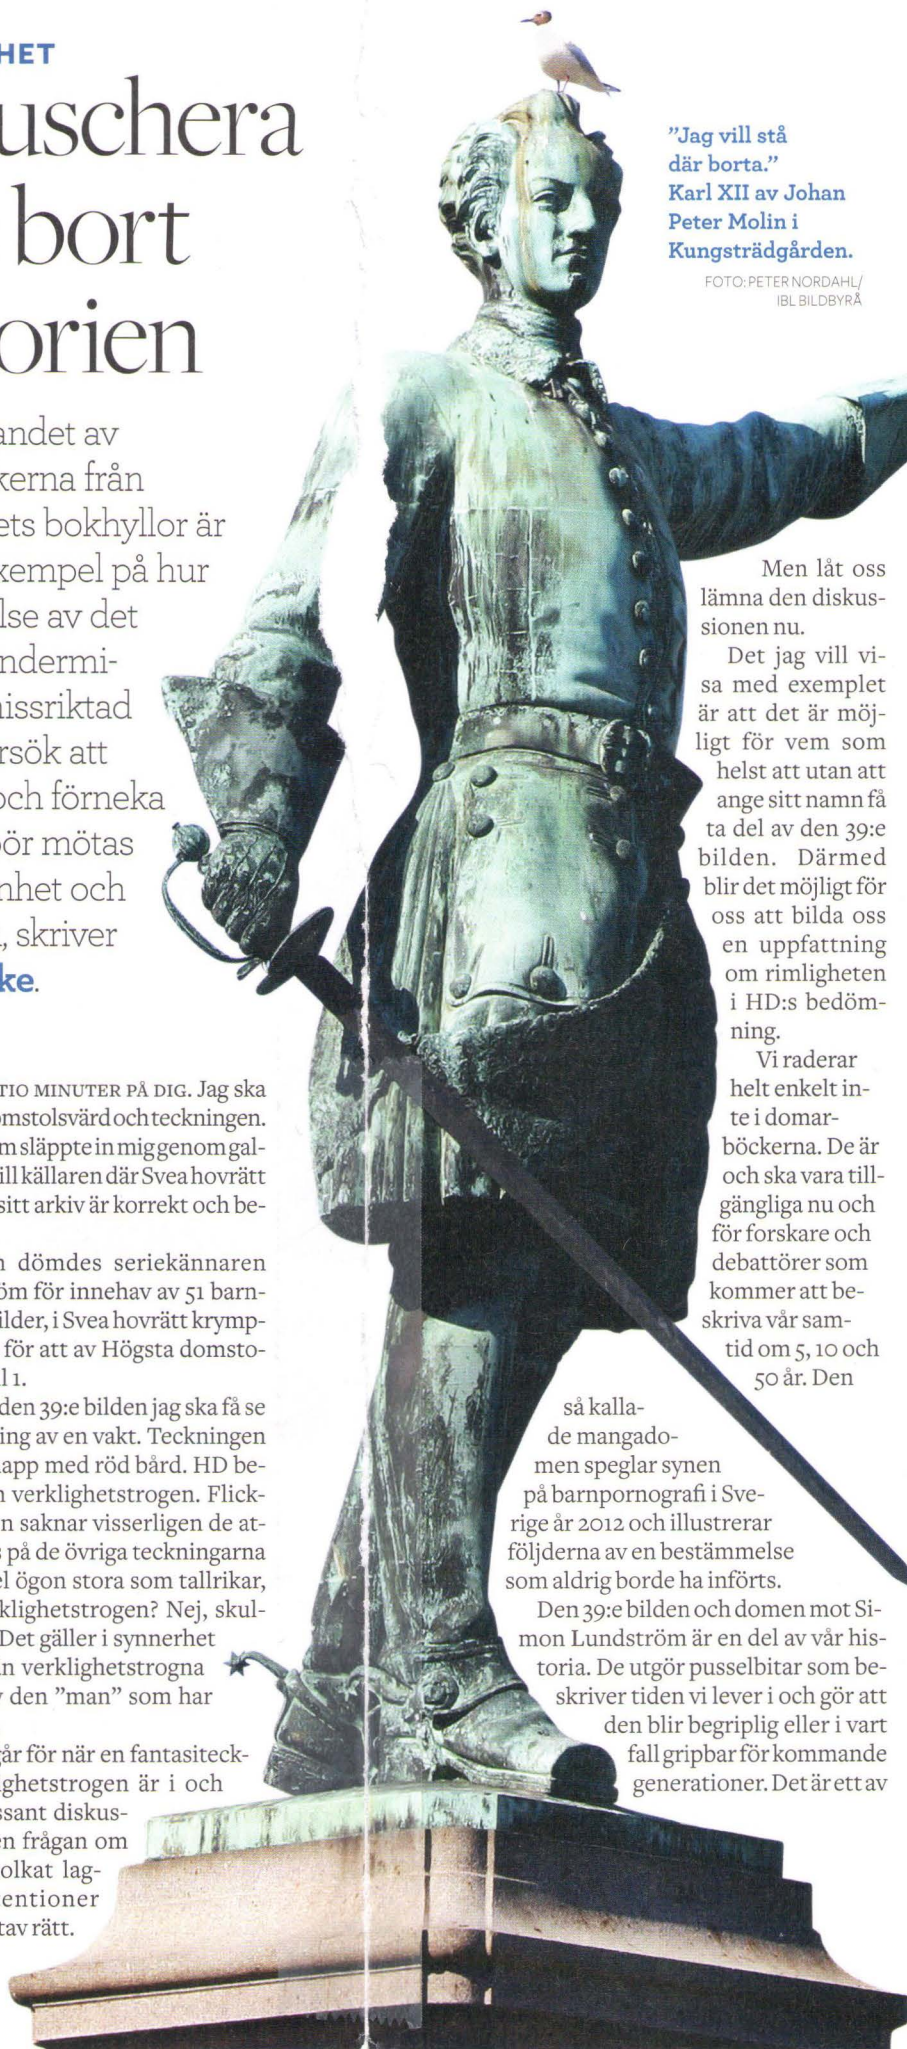 HET
uschera
bort
orien
andet av
kerna från
ets bokhyllor är
xempel på hur
lse av det
ndermi-
nissriktad
rsök att
och förneka
ör mötas
nhet och
, skriver
ke.
TIO MINUTER PÅ DIG. Jag ska
omstolsvärd och teckningen.
m släppte in mig genom gal-
ill källaren där Svea hovrätt
sitt arkiv är korrekt och be-
n dömdes seriekännaren
öm för innehav av 51 barn-
ilder, i Svea hovrätt krymp-
för att av Högsta domsto-
l 1.
den 39:e bilden jag ska få se
ing av en vakt. Teckningen
lapp med röd bård. HD be-
n verklighetstrogen. Flick-
n saknar visserligen de at-
s på de övriga teckningarna
el ögon stora som tallrikar,
klighetstrogen? Nej, skul-
Det gäller i synnerhet
n verklighetstrogna
v den ”man” som har
går för när en fantasiteck-
ighetstrogen är i och
ssant diskus-
en frågan om
olkat lag-
entioner
tav rätt.
”Jag vill stå
där borta.”
Karl XII av Johan
Peter Molin i
Kungsträdgården.
FOTO: PETER NORDAHL/
IBL BILDBYRÅ
Men låt oss
lämna den diskus-
sionen nu.
Det jag vill vi-
sa med exemplet
är att det är möj-
ligt för vem som
helst att utan att
ange sitt namn få
ta del av den 39:e
bilden. Därmed
blir det möjligt för
oss att bilda oss
en uppfattning
om rimligheten
i HD:s bedöm-
ning.
Vi raderar
helt enkelt in-
te i domar-
böckerna. De är
och ska vara till-
gängliga nu och
för forskare och
debattörer som
kommer att be-
skriva vår sam-
tid om 5, 10 och
50 år. Den
så kalla-
de mangado-
men speglar synen
på barnpornografi i Sve-
rige år 2012 och illustrerar
följderna av en bestämmelse
som aldrig borde ha införts.
Den 39:e bilden och domen mot Si-
mon Lundström är en del av vår his-
toria. De utgör pusselbitar som be-
skriver tiden vi lever i och gör att
den blir begriplig eller i vart
fall gripbar för kommande
generationer. Det är ett av